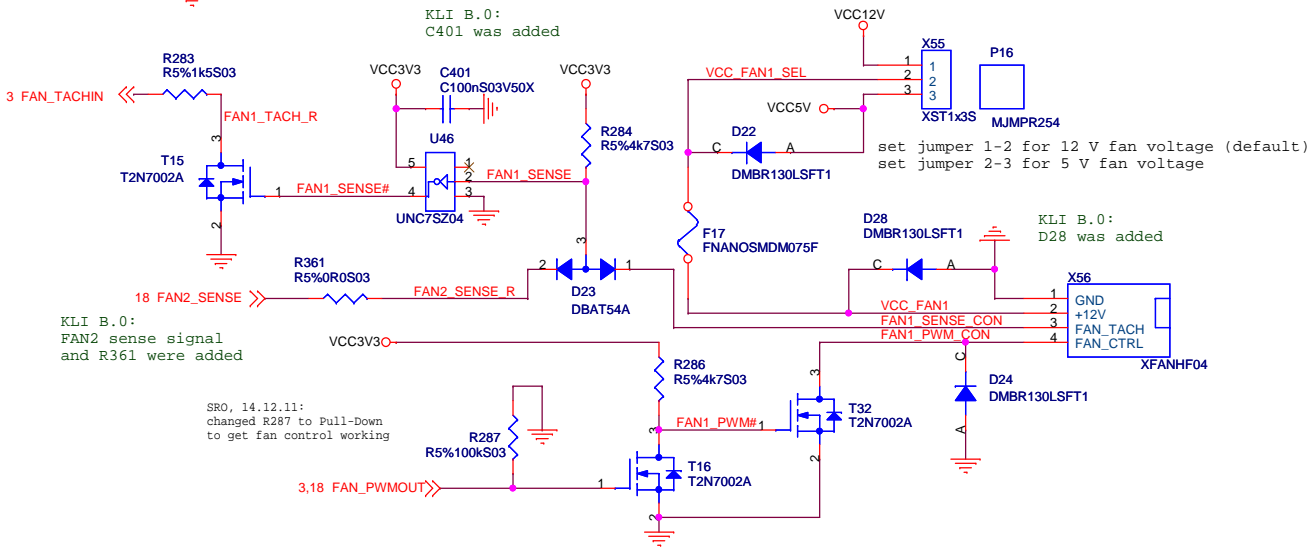 KLI B.0:
C401 was added
VCC12V
X55
P16
R283
R5%1k5S03
VCC3V3
C401
C100nS03V50X
VCC3V3
VCC_FAN1_SEL
1 1
2 2
3 3
3 FAN_TACHIN
FAN1_TACH_R
VCC5V
XST1x3S
MJMPR254
U46
R284
R5%4k7S03
D22
C A
DMBR130LSFT1
set jumper 1-2 for 12 V fan voltage (default)
set jumper 2-3 for 5 V fan voltage
3
T15
T2N7002A
1
2
FAN1_SENSE#
5 1
4 2
3
FAN1_SENSE
UNC7SZ04
F17
FNANOSMDM075F
D28
DMBR130LSFT1
C A
KLI B.0:
D28 was added
R361
R5%0R0S03
3
2 1
D23
DBAT54A
X56
18 FAN2_SENSE
FAN2_SENSE_R
VCC_FAN1
FAN1_SENSE_CON
FAN1_PWM_CON
1 GND
2 +12V
3 FAN_TACH
4 FAN_CTRL
XFANHF04
KLI B.0:
FAN2 sense signal
and R361 were added
VCC3V3
R286
R5%4k7S03
3
T32
T2N7002A
C
D24
DMBR130LSFT1
A
SRO, 14.12.11:
changed R287 to Pull-Down
to get fan control working
R287
R5%100kS03
FAN1_PWM#
1
2
3
T16
T2N7002A
3,18 FAN_PWMOUT
1
2